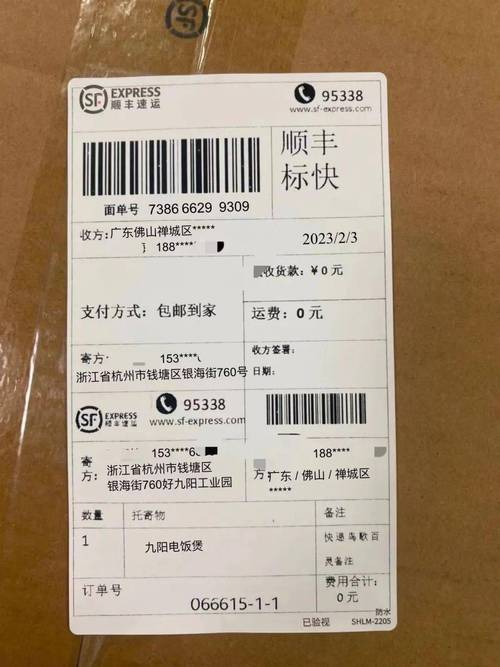 SF EXPRESS
顺丰速运
95338
www.sf-express.com
顺丰
标快
面单号 7386 6629 9309
收方:广东佛山禅城区*****
188****
2023/2/3
收货款:¥0 元
支付方式:包邮到家
运费:0 元
收方签署:
寄方: 153****
浙江省杭州市钱塘区银海街760号
日期:
SF EXPRESS
顺丰速运
95338
www.sf-express.com
153****6
寄方:
浙江省杭州市钱塘区
银海街760好九阳工业园
188****
方:
广东/佛山/禅城区
*****
数量
托寄物
备注
1
九阳电饭煲
快递鸟歌百
灵备注
订单号
066615-1-1
费用合计:
0 元
防水
已验视
SHLM-2205